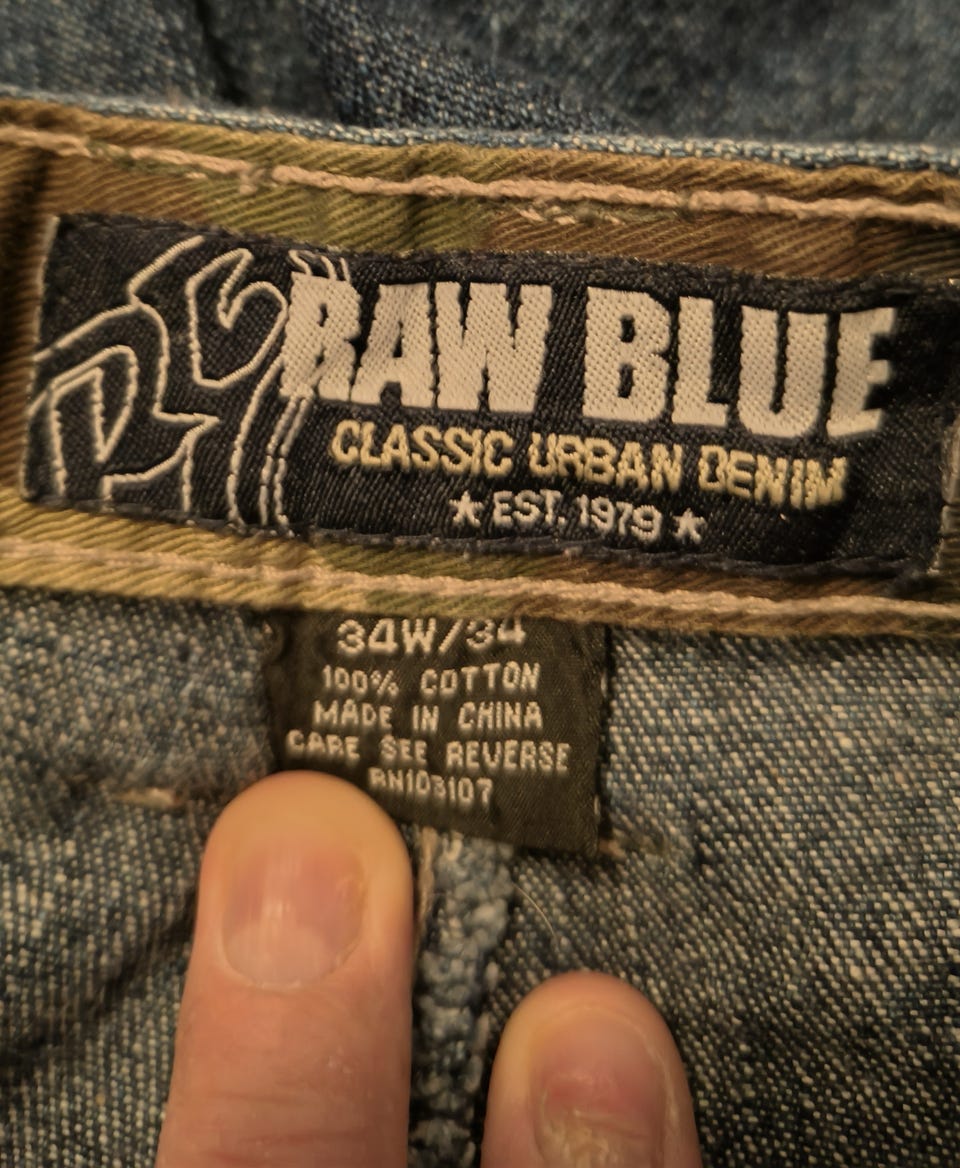 RAW BLUE
CLASSIC URBAN DENIM
★ EST. 1979 ★
34W/34
100% COTTON
MADE IN CHINA
CARE SEE REVERSE
RN103107